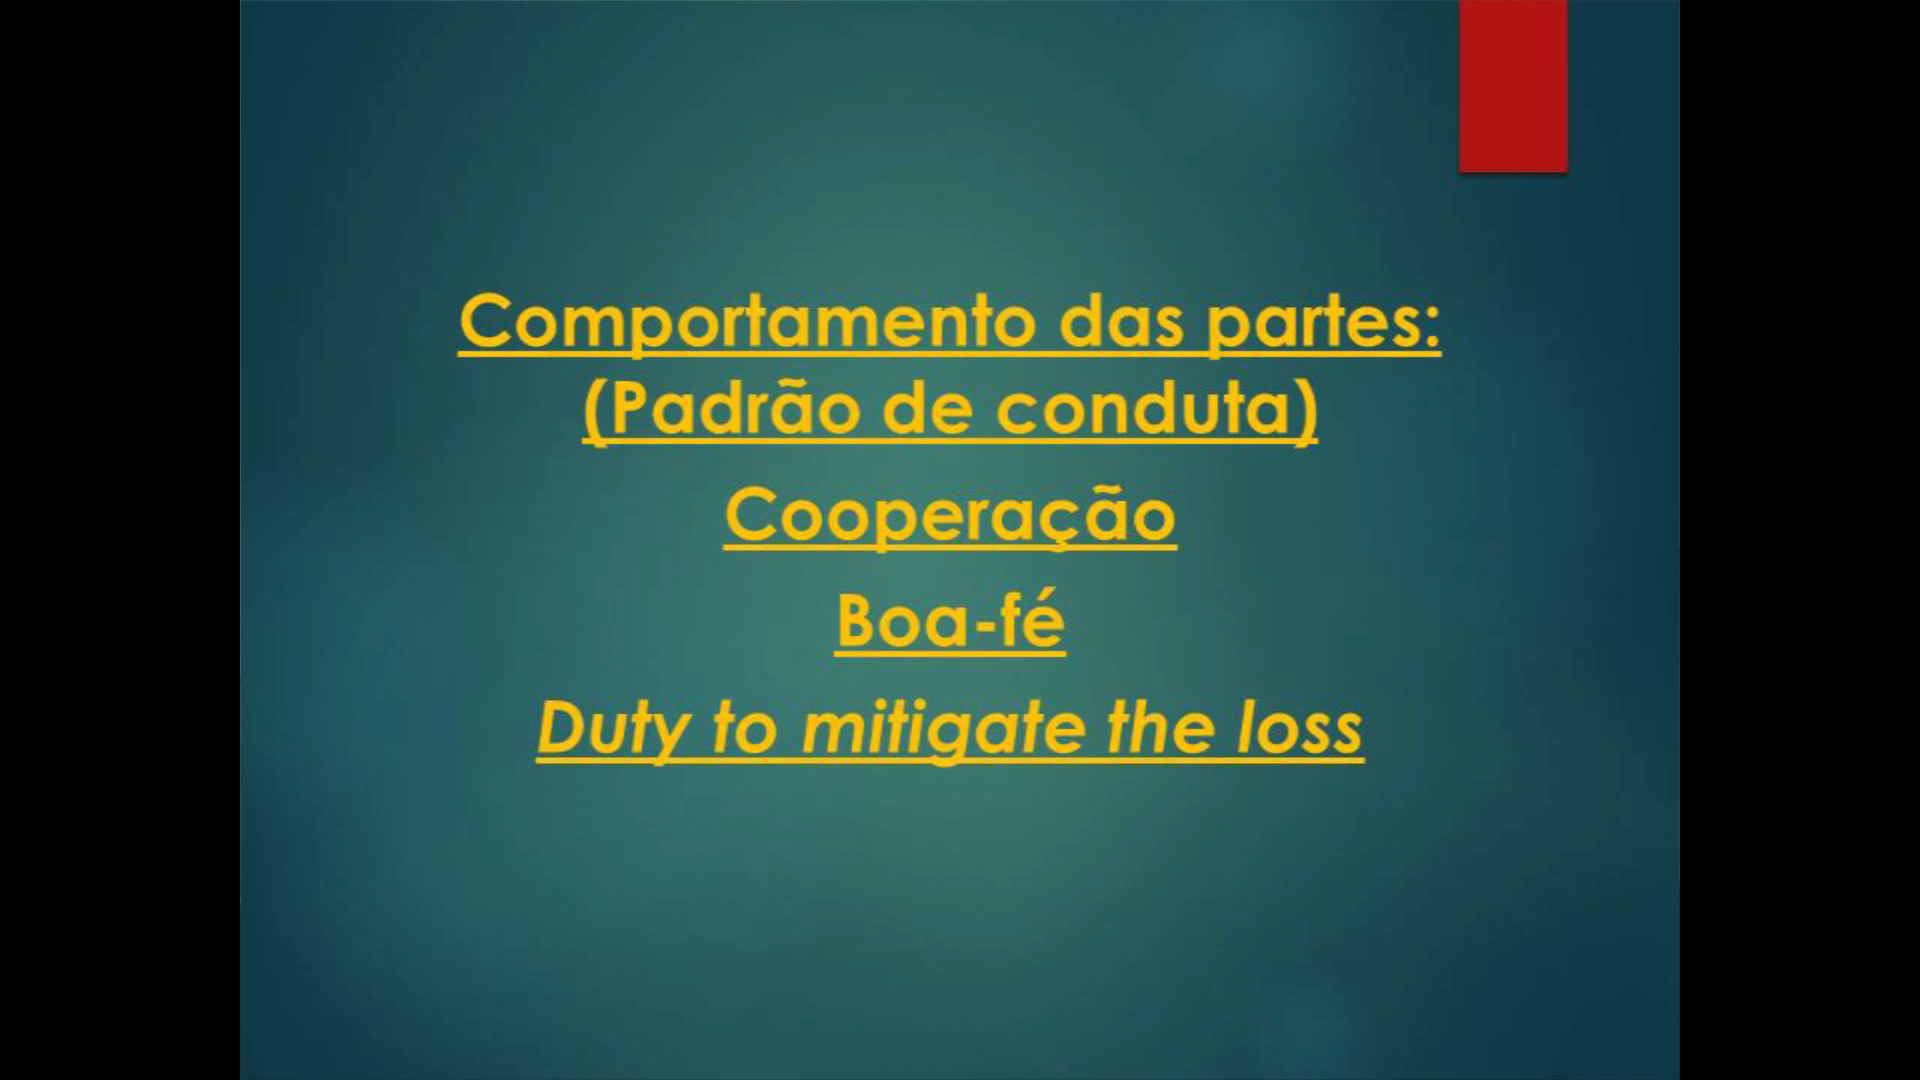 Comportamento das partes:
(Padrão de conduta)
Cooperação
Boa-fé
Duty to mitigate the loss